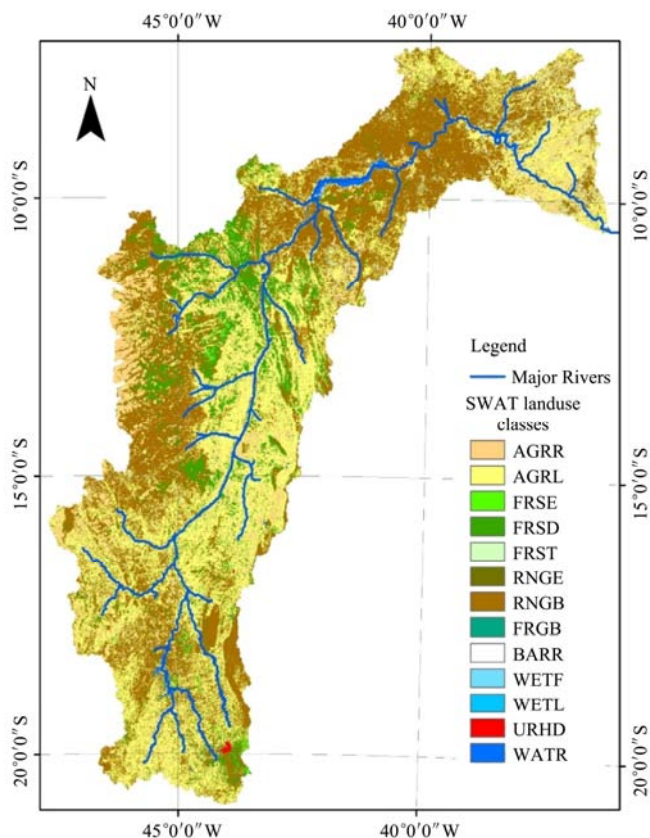 45°0'0"W 40°0'0"W
N
10°0'0"S 10°0'0"S
15°0'0"S 15°0'0"S
20°0'0"S 20°0'0"S
Legend
Major Rivers
SWAT landuse
classes
AGRR
AGRL
FRSE
FRSD
FRST
RNGE
RNGB
FRGB
BARR
WETF
WETL
URHD
WATR
45°0'0"W 40°0'0"W